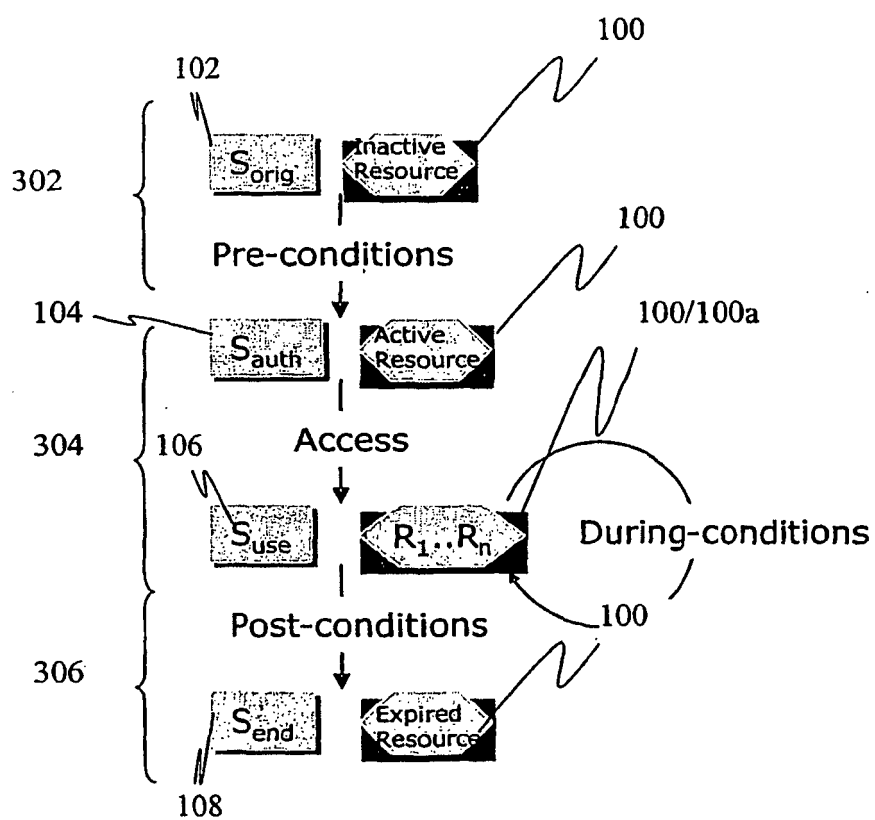 100
102
S_orig
Inactive
Resource
302
Pre-conditions
100
104
100/100a
S_auth
Active
Resource
304
Access
106
S_use
R_1..R_n
During-conditions
Post-conditions
100
306
S_end
Expired
Resource
108